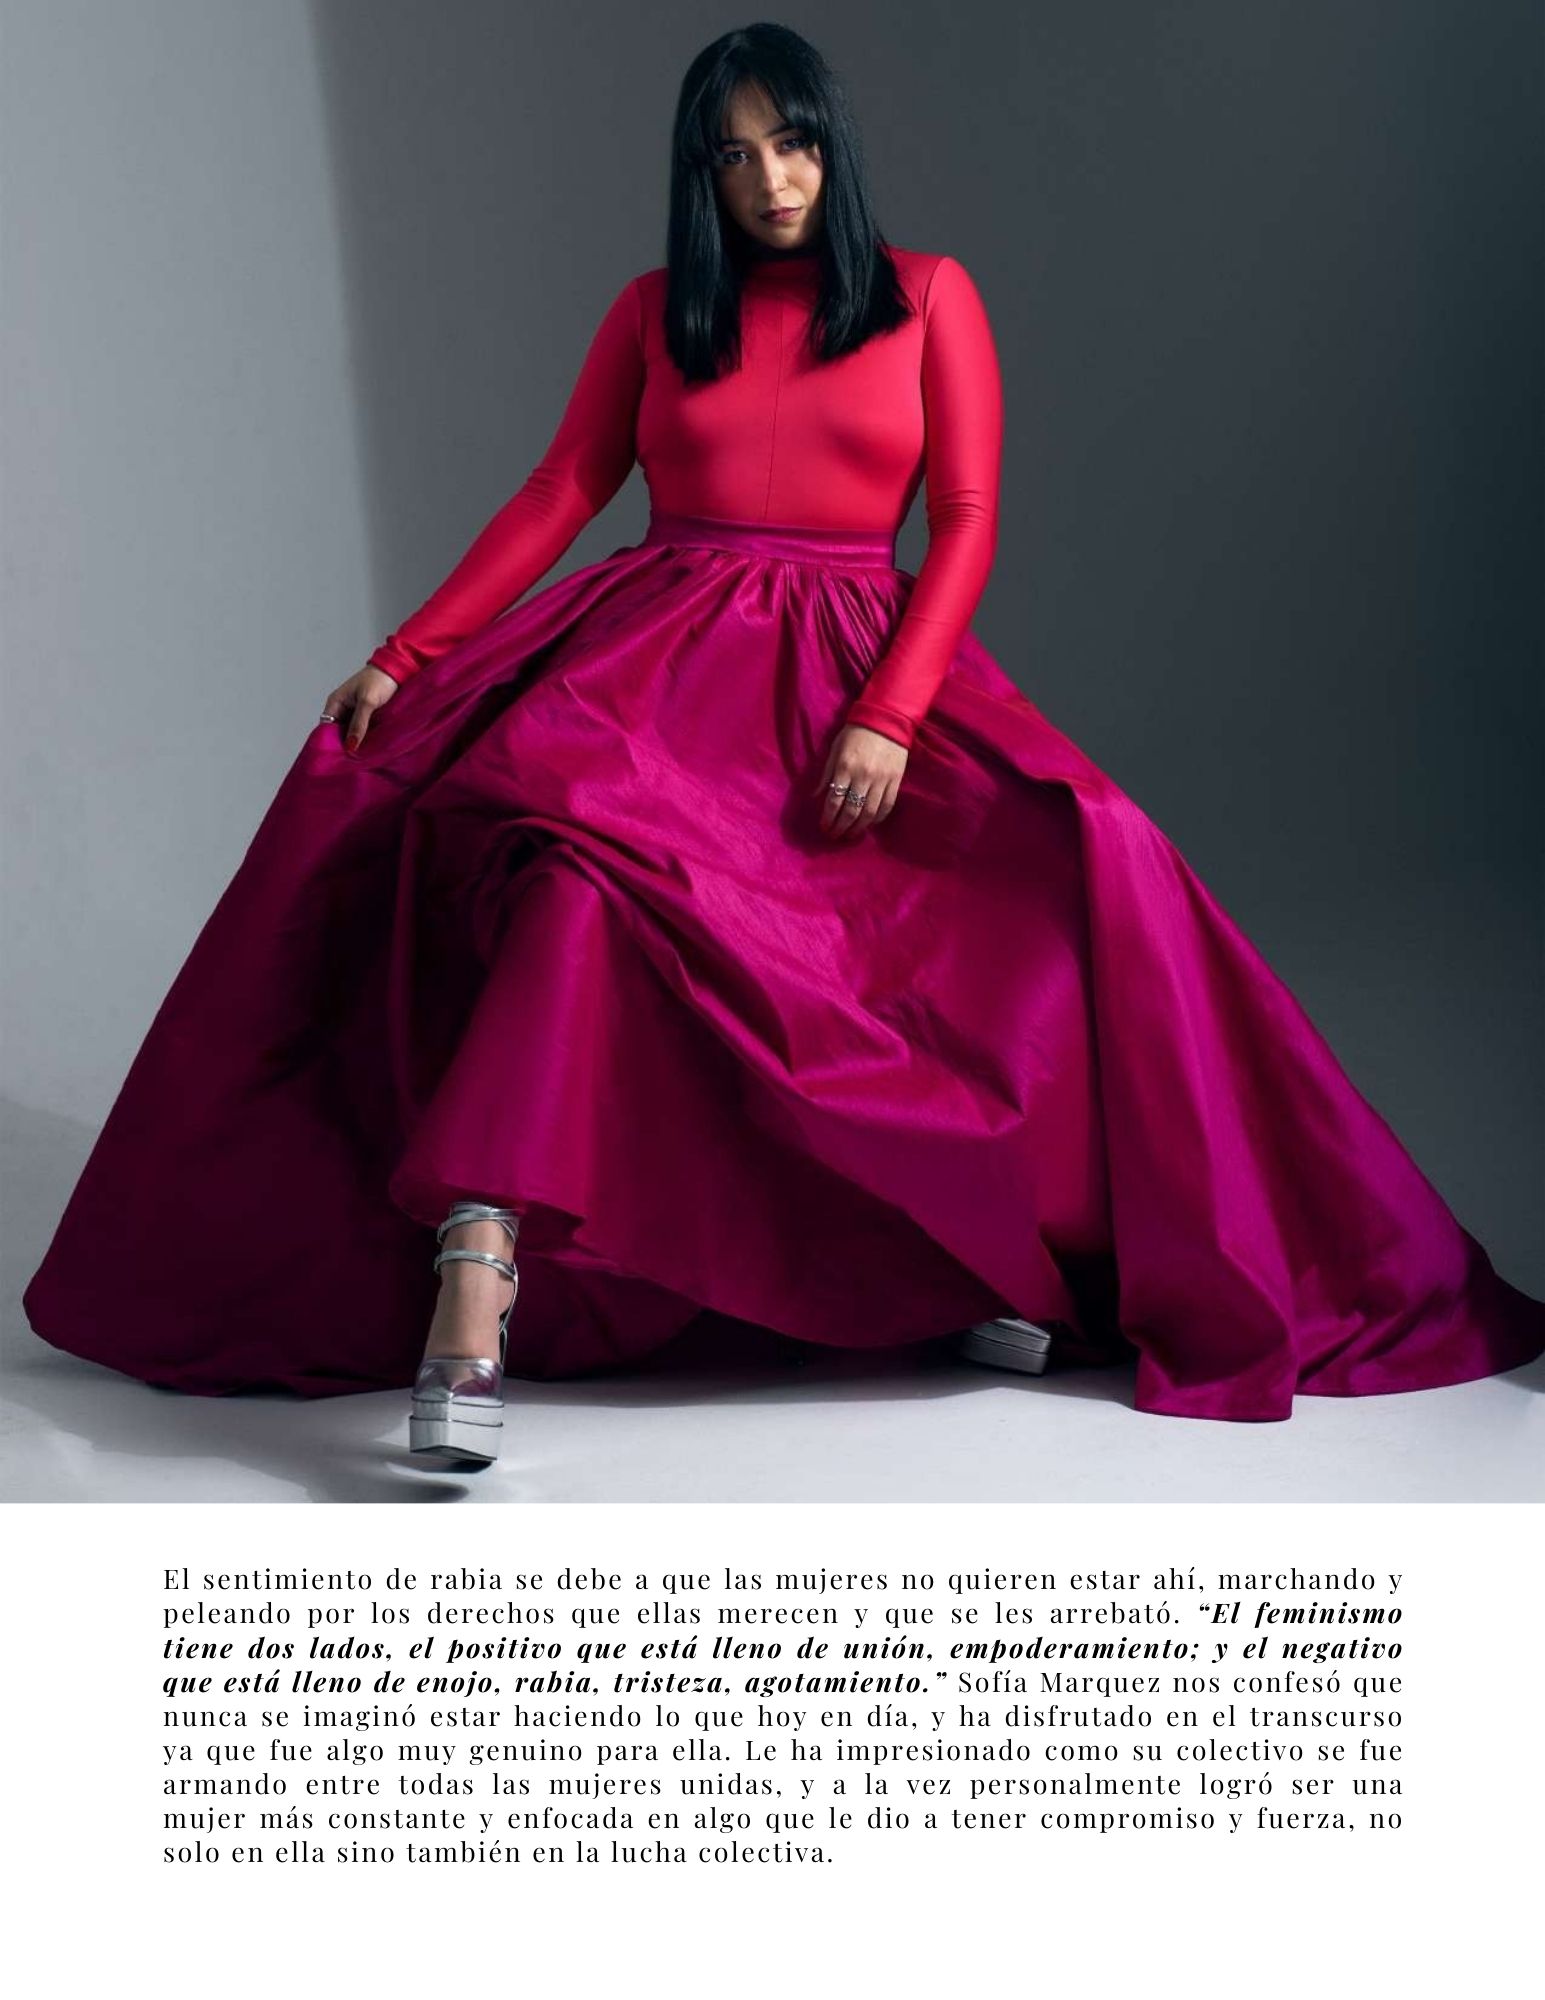 El sentimiento de rabia se debe a que las mujeres no quieren estar ahí, marchando y
peleando por los derechos que ellas merecen y que se les arrebató. “El feminismo
tiene dos lados, el positivo que está lleno de unión, empoderamiento; y el negativo
que está lleno de enojo, rabia, tristeza, agotamiento.” Sofía Marquez nos confesó que
nunca se imaginó estar haciendo lo que hoy en día, y ha disfrutado en el transcurso
ya que fue algo muy genuino para ella. Le ha impresionado como su colectivo se fue
armando entre todas las mujeres unidas, y a la vez personalmente logró ser una
mujer más constante y enfocada en algo que le dio a tener compromiso y fuerza, no
solo en ella sino también en la lucha colectiva.